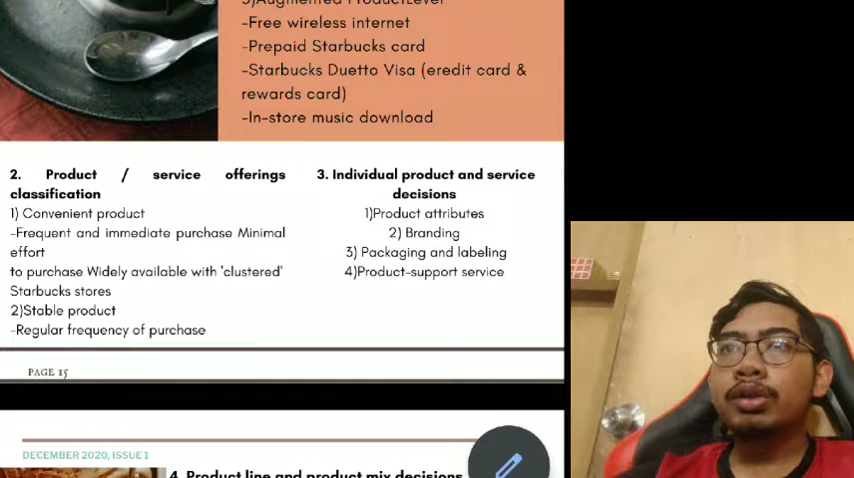 3)Augmented ProductLevel
-Free wireless internet
-Prepaid Starbucks card
-Starbucks Duetto Visa (eredit card &
rewards card)
-In-store music download
2. Product / service offerings
classification
1) Convenient product
-Frequent and immediate purchase Minimal
effort
to purchase Widely available with 'clustered'
Starbucks stores
2)Stable product
-Regular frequency of purchase
3. Individual product and service
decisions
1)Product attributes
2) Branding
3) Packaging and labeling
4)Product-support service
PAGE 15
DECEMBER 2020, ISSUE 1
4. Product line and product mix decisions